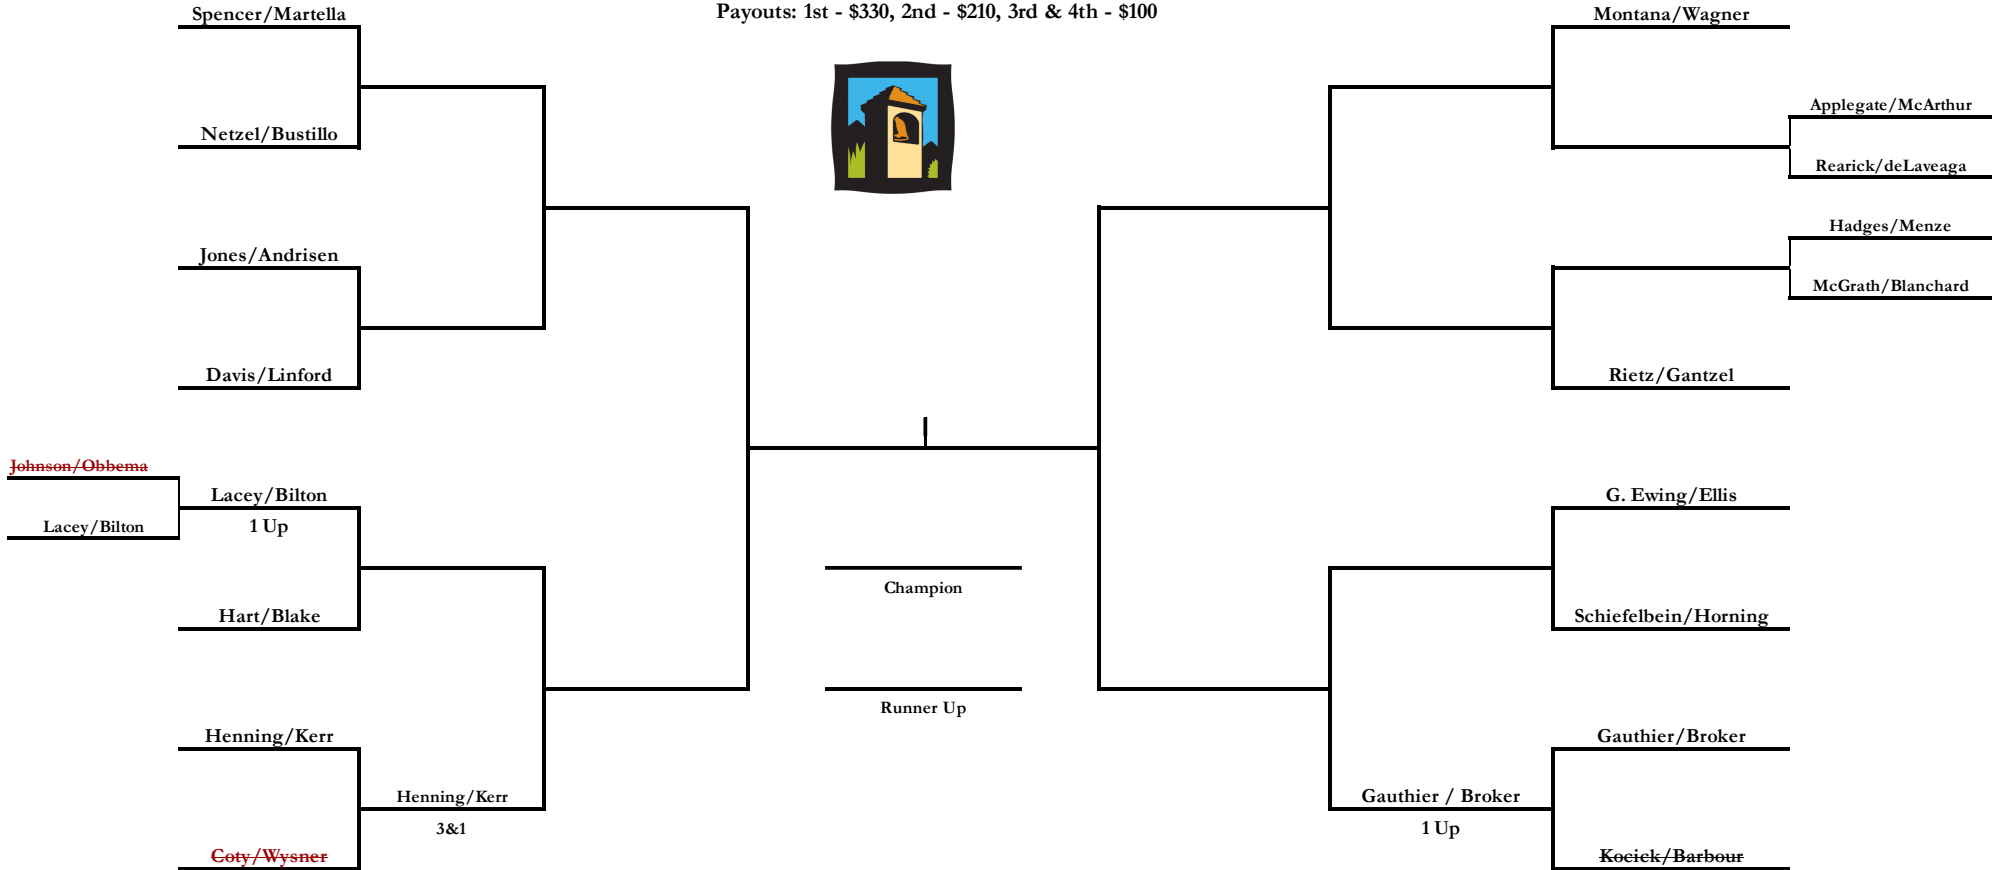 Payouts: 1st - $330, 2nd - $210, 3rd & 4th - $100
Spencer/Martella
Netzel/Bustillo
Jones/Andrisen
Davis/Linford
Johnson/Obbema
Lacey/Bilton
Lacey/Bilton
1 Up
Hart/Blake
Henning/Kerr
Henning/Kerr
3&1
Coty/Wysner
Champion
Runner Up
Montana/Wagner
Applegate/McArthur
Rearick/deLaveaga
Hadges/Menze
McGrath/Blanchard
Rietz/Gantzel
G. Ewing/Ellis
Schiefelbein/Horning
Gauthier/Broker
Gauthier / Broker
1 Up
Kocick/Barbour